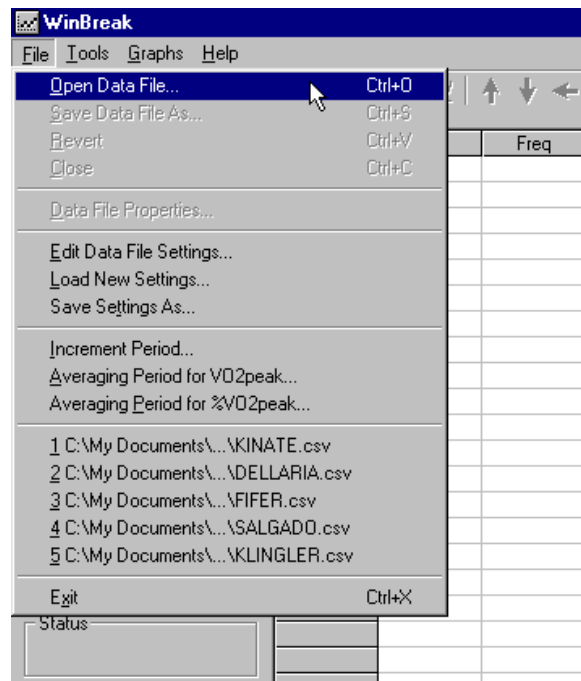 WinBreak
File Tools Graphs Help
Open Data File... Ctrl+O
Save Data File As... Ctrl+S
Revert Ctrl+V
Close Ctrl+C
Freq
Data File Properties...
Edit Data File Settings...
Load New Settings...
Save Settings As...
Increment Period...
Averaging Period for VO2peak...
Averaging Period for %VO2peak...
1 C:\My Documents\...\KINATE.csv
2 C:\My Documents\...\DELLARIA.csv
3 C:\My Documents\...\FIFER.csv
4 C:\My Documents\...\SALGADO.csv
5 C:\My Documents\...\KLINGLER.csv
Exit Ctrl+X
Status